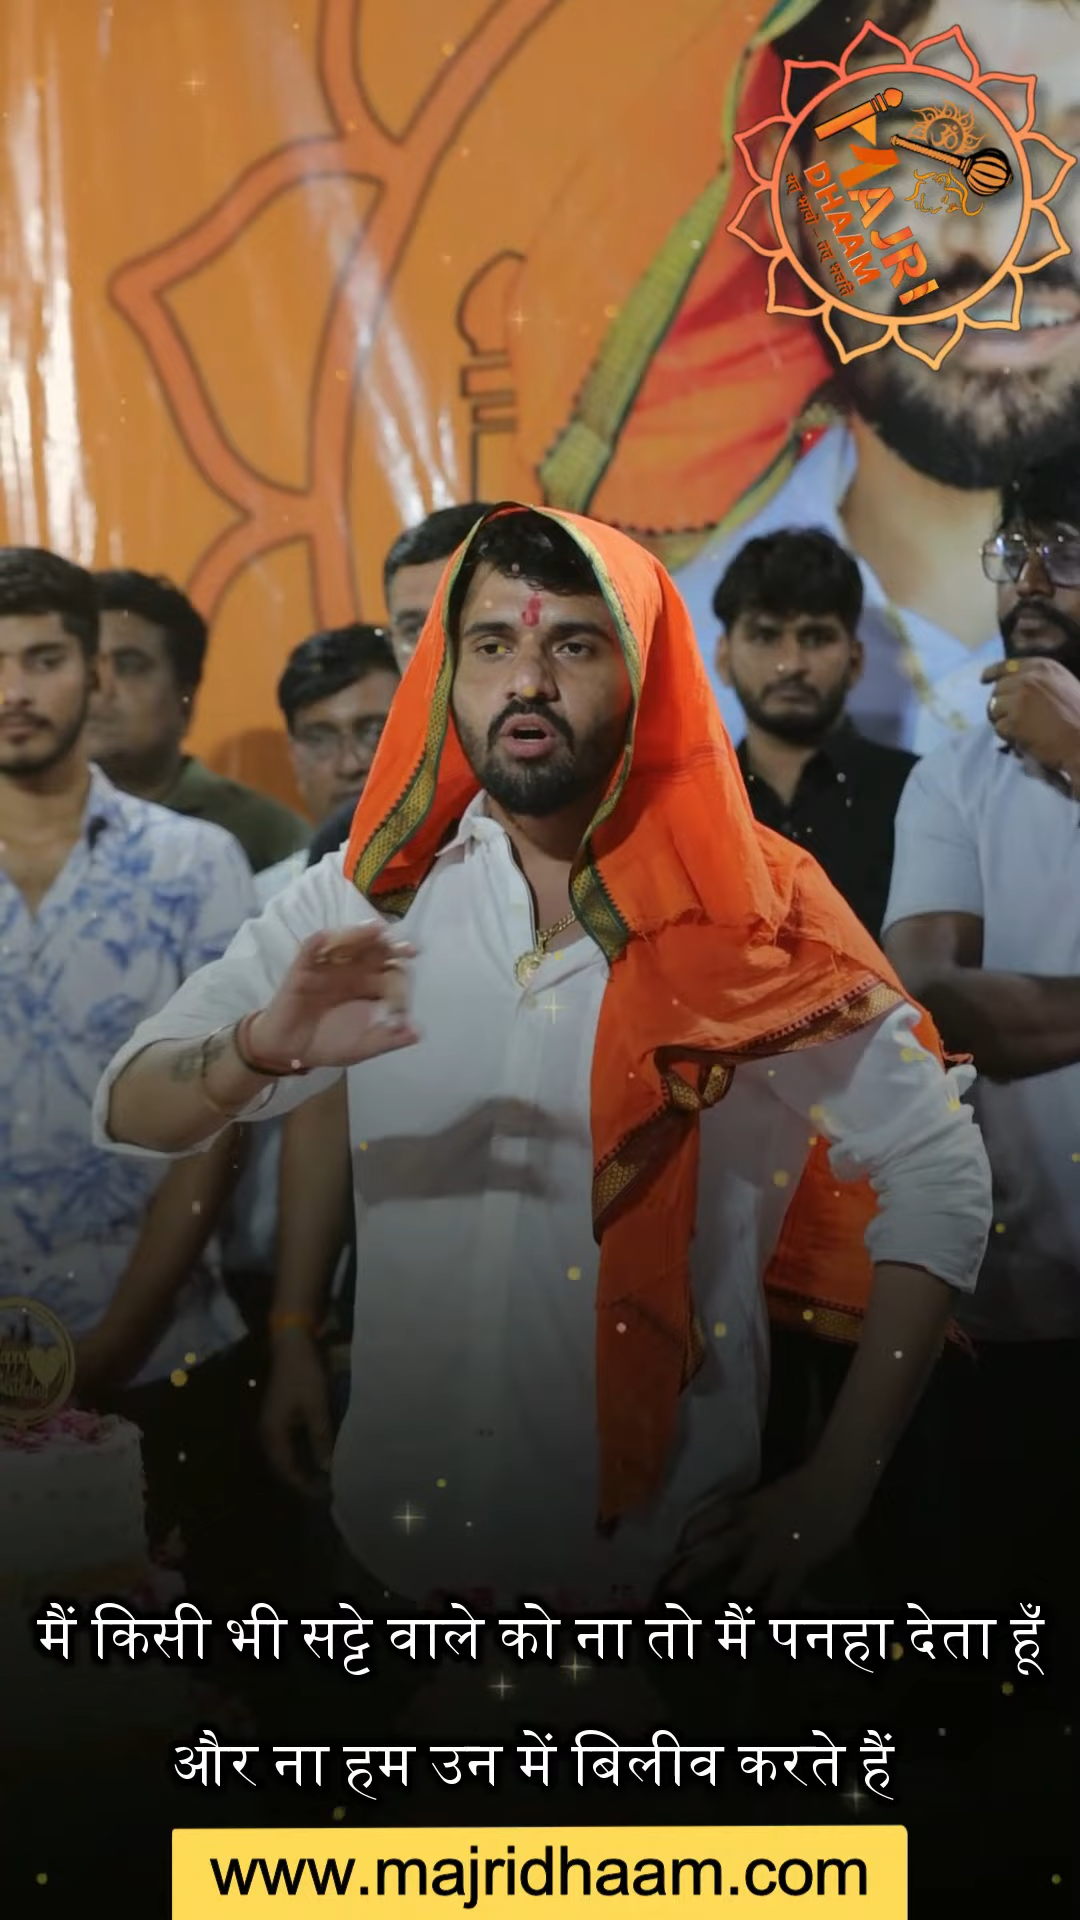 MAJRI
DHAAM
ॐ
मैं किसी भी सट्टे वाले को ना तो मैं पनहा देता हूँ
और ना हम उन में बिलीव करते हैं
www.majridhaam.com